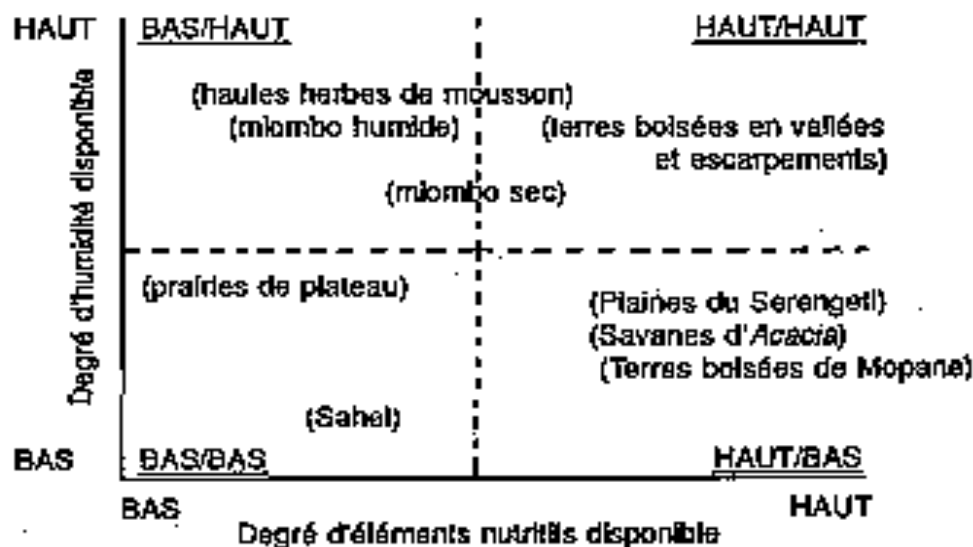 HAUT
BAS/HAUT
HAUT/HAUT
(haules herbes de mousson)
(miombo humide)
(terres boisées en vallées
et escarpements)
(miombo sec)
Degré d'humidité disponible
(prairies de plateau)
(Plaines du Serengeti)
(Savanes d'Acacia)
(Terres boisées de Mopane)
(Sahel)
BAS
BAS/BAS
HAUT/BAS
BAS
HAUT
Degré d'éléments nutritifs disponible